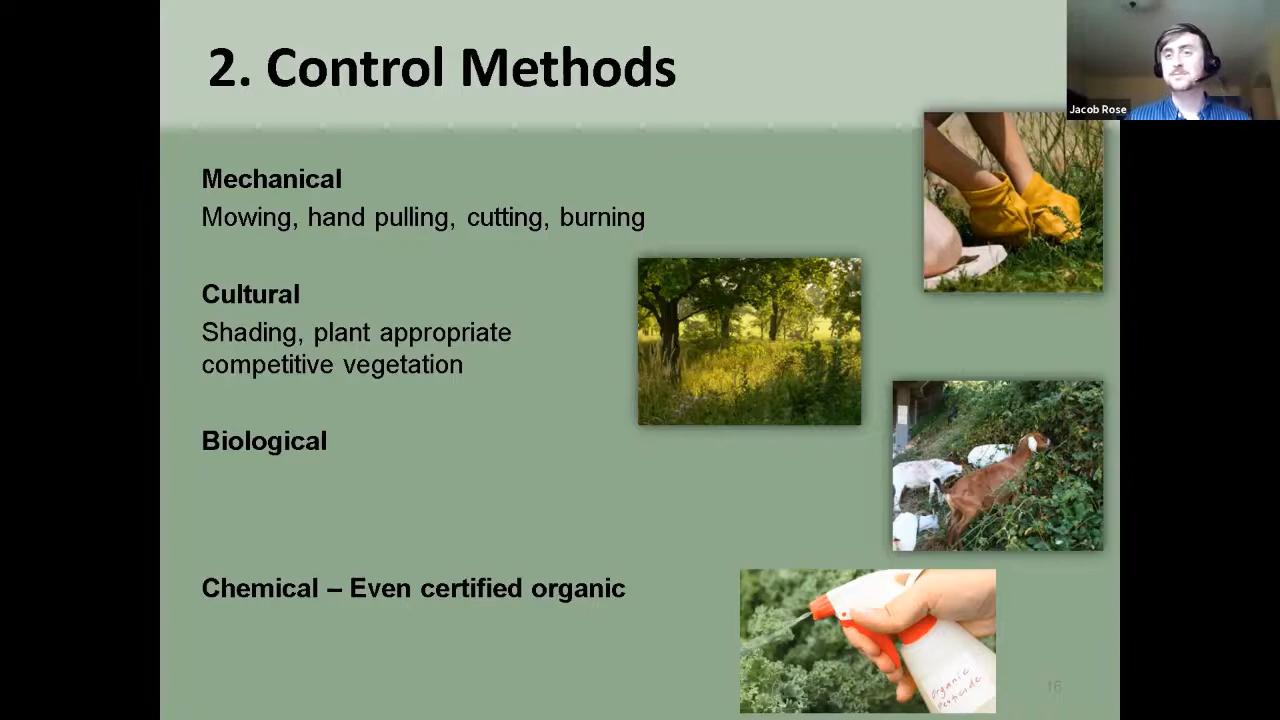 2. Control Methods
Jacob Rose
Mechanical
Mowing, hand pulling, cutting, burning
Cultural
Shading, plant appropriate
competitive vegetation
Biological
Chemical – Even certified organic
Organic
Pesticide
16